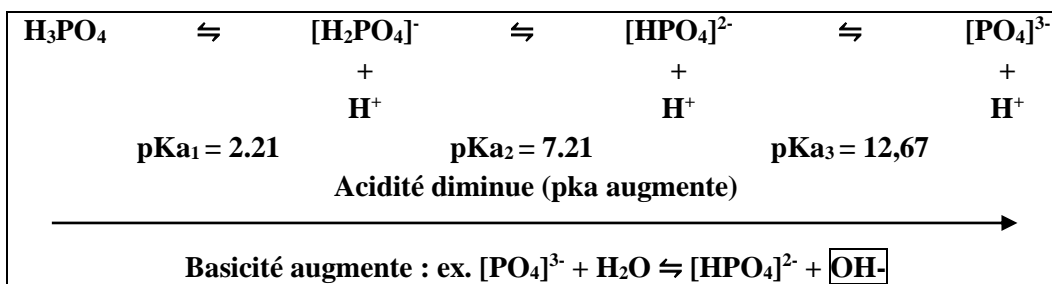 H₃PO₄ ⇋ [H₂PO₄]⁻ ⇋ [HPO₄]²⁻ ⇋ [PO₄]³⁻
+ + +
H⁺ H⁺ H⁺
pKa₁ = 2.21 pKa₂ = 7.21 pKa₃ = 12,67
Acidité diminue (pka augmente)
Basicité augmente : ex. [PO₄]³⁻ + H₂O ⇋ [HPO₄]²⁻ + OH-